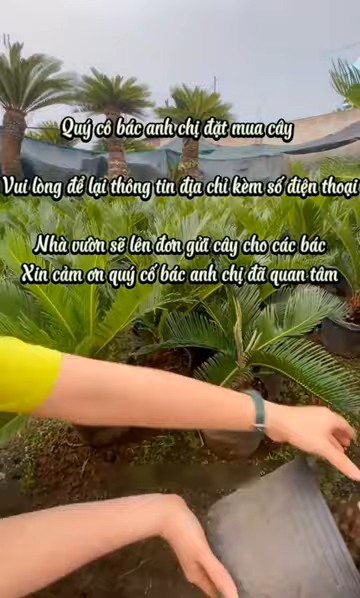 Quý cô bác anh chị đặt mua cây
Vui lòng để lại thông tin địa chỉ kèm số điện thoại
Nhà vườn sẽ lên đơn gửi cây cho các bác
Xin cảm ơn quý cố bác anh chị đã quan tâm